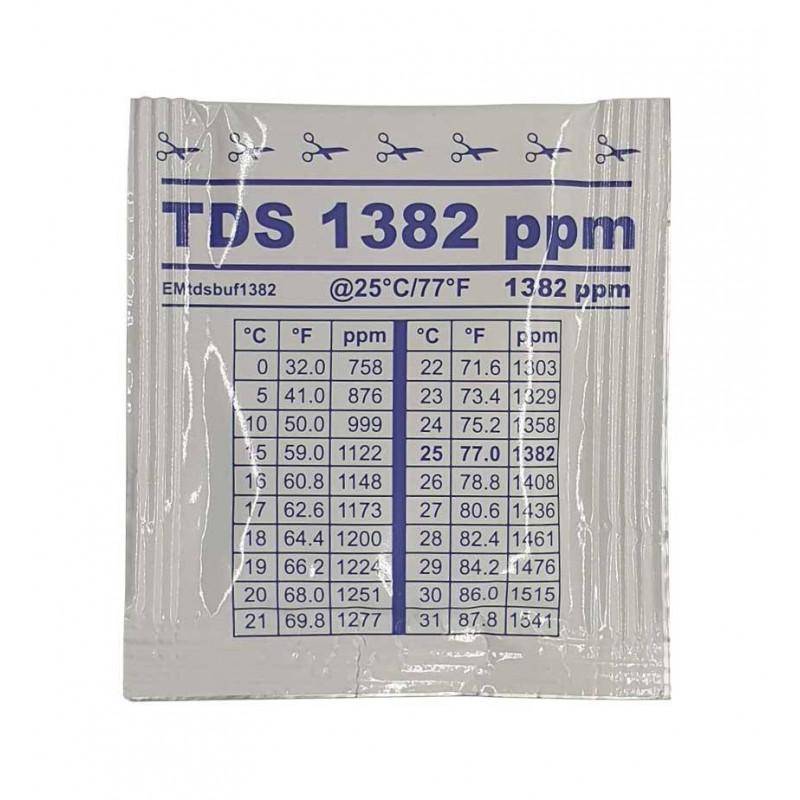 TDS 1382 ppm
EMtdsbuf1382 @25°C/77°F 1382 ppm
°C °F ppm °C °F ppm
0 32.0 758 22 71.6 1303
5 41.0 876 23 73.4 1329
10 50.0 999 24 75.2 1358
15 59.0 1122 25 77.0 1382
16 60.8 1148 26 78.8 1408
17 62.6 1173 27 80.6 1436
18 64.4 1200 28 82.4 1461
19 66.2 1224 29 84.2 1476
20 68.0 1251 30 86.0 1515
21 69.8 1277 31 87.8 1541